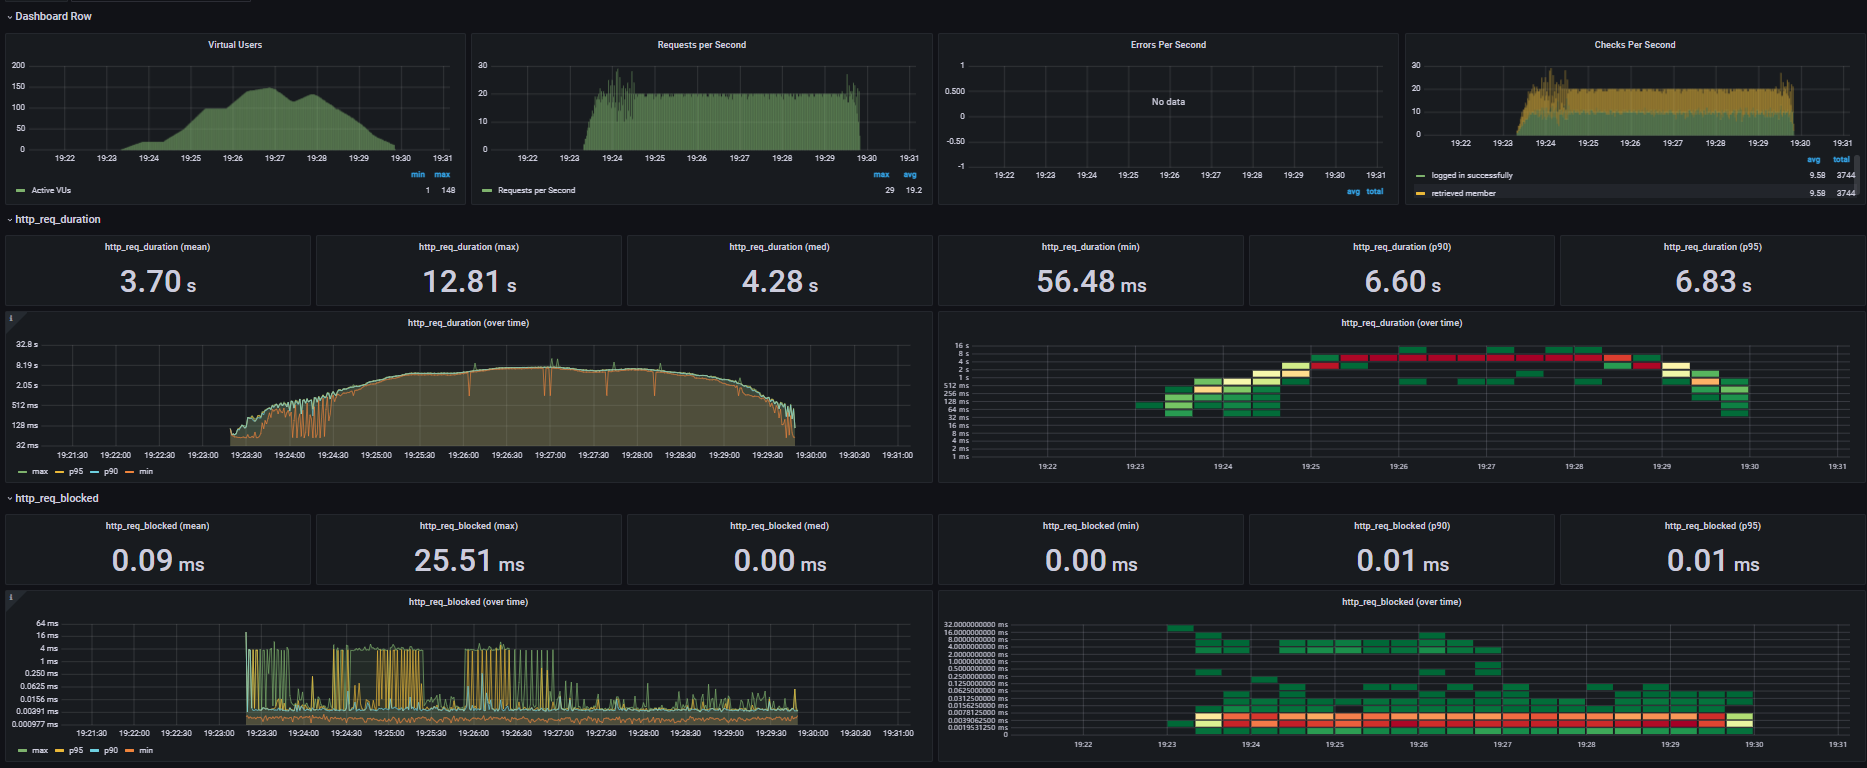 Dashboard Row
Virtual Users
200
150
100
50
0
19:22 19:23 19:24 19:25 19:26 19:27 19:28 19:29 19:30 19:31
min max
Active VUs 1 148
Requests per Second
30
20
10
0
19:22 19:23 19:24 19:25 19:26 19:27 19:28 19:29 19:30 19:31
max avg
Requests per Second 29 19.2
Errors Per Second
1
0.500
0
-0.50
-1
No data
19:22 19:23 19:24 19:25 19:26 19:27 19:28 19:29 19:30 19:31
avg total
Checks Per Second
30
20
10
0
19:22 19:23 19:24 19:25 19:26 19:27 19:28 19:29 19:30 19:31
avg total
logged in successfully 9.58 3744
retrieved member 9.58 3744
http_req_duration
http_req_duration (mean)
3.70 s
http_req_duration (max)
12.81 s
http_req_duration (med)
4.28 s
http_req_duration (min)
56.48 ms
http_req_duration (p90)
6.60 s
http_req_duration (p95)
6.83 s
i
http_req_duration (over time)
32.8 s
8.19 s
2.05 s
512 ms
128 ms
32 ms
19:21:30 19:22:00 19:22:30 19:23:00 19:23:30 19:24:00 19:24:30 19:25:00 19:25:30 19:26:00 19:26:30 19:27:00 19:27:30 19:28:00 19:28:30 19:29:00 19:29:30 19:30:00 19:30:30 19:31:00
max p95 p90 min
http_req_duration (over time)
16 s
8 s
4 s
2 s
1 s
512 ms
256 ms
128 ms
64 ms
32 ms
16 ms
8 ms
4 ms
2 ms
1 ms
19:22 19:23 19:24 19:25 19:26 19:27 19:28 19:29 19:30 19:31
http_req_blocked
http_req_blocked (mean)
0.09 ms
http_req_blocked (max)
25.51 ms
http_req_blocked (med)
0.00 ms
http_req_blocked (min)
0.00 ms
http_req_blocked (p90)
0.01 ms
http_req_blocked (p95)
0.01 ms
i
http_req_blocked (over time)
64 ms
16 ms
4 ms
1 ms
0.250 ms
0.0625 ms
0.0156 ms
0.00391 ms
0.000977 ms
19:21:30 19:22:00 19:22:30 19:23:00 19:23:30 19:24:00 19:24:30 19:25:00 19:25:30 19:26:00 19:26:30 19:27:00 19:27:30 19:28:00 19:28:30 19:29:00 19:29:30 19:30:00 19:30:30 19:31:00
max p95 p90 min
http_req_blocked (over time)
32.0000000000 ms
16.0000000000 ms
8.0000000000 ms
4.0000000000 ms
2.0000000000 ms
1.0000000000 ms
0.5000000000 ms
0.2500000000 ms
0.1250000000 ms
0.0625000000 ms
0.0312500000 ms
0.0156250000 ms
0.0078125000 ms
0.0039062500 ms
0.0019531250 ms
0
19:22 19:23 19:24 19:25 19:26 19:27 19:28 19:29 19:30 19:31